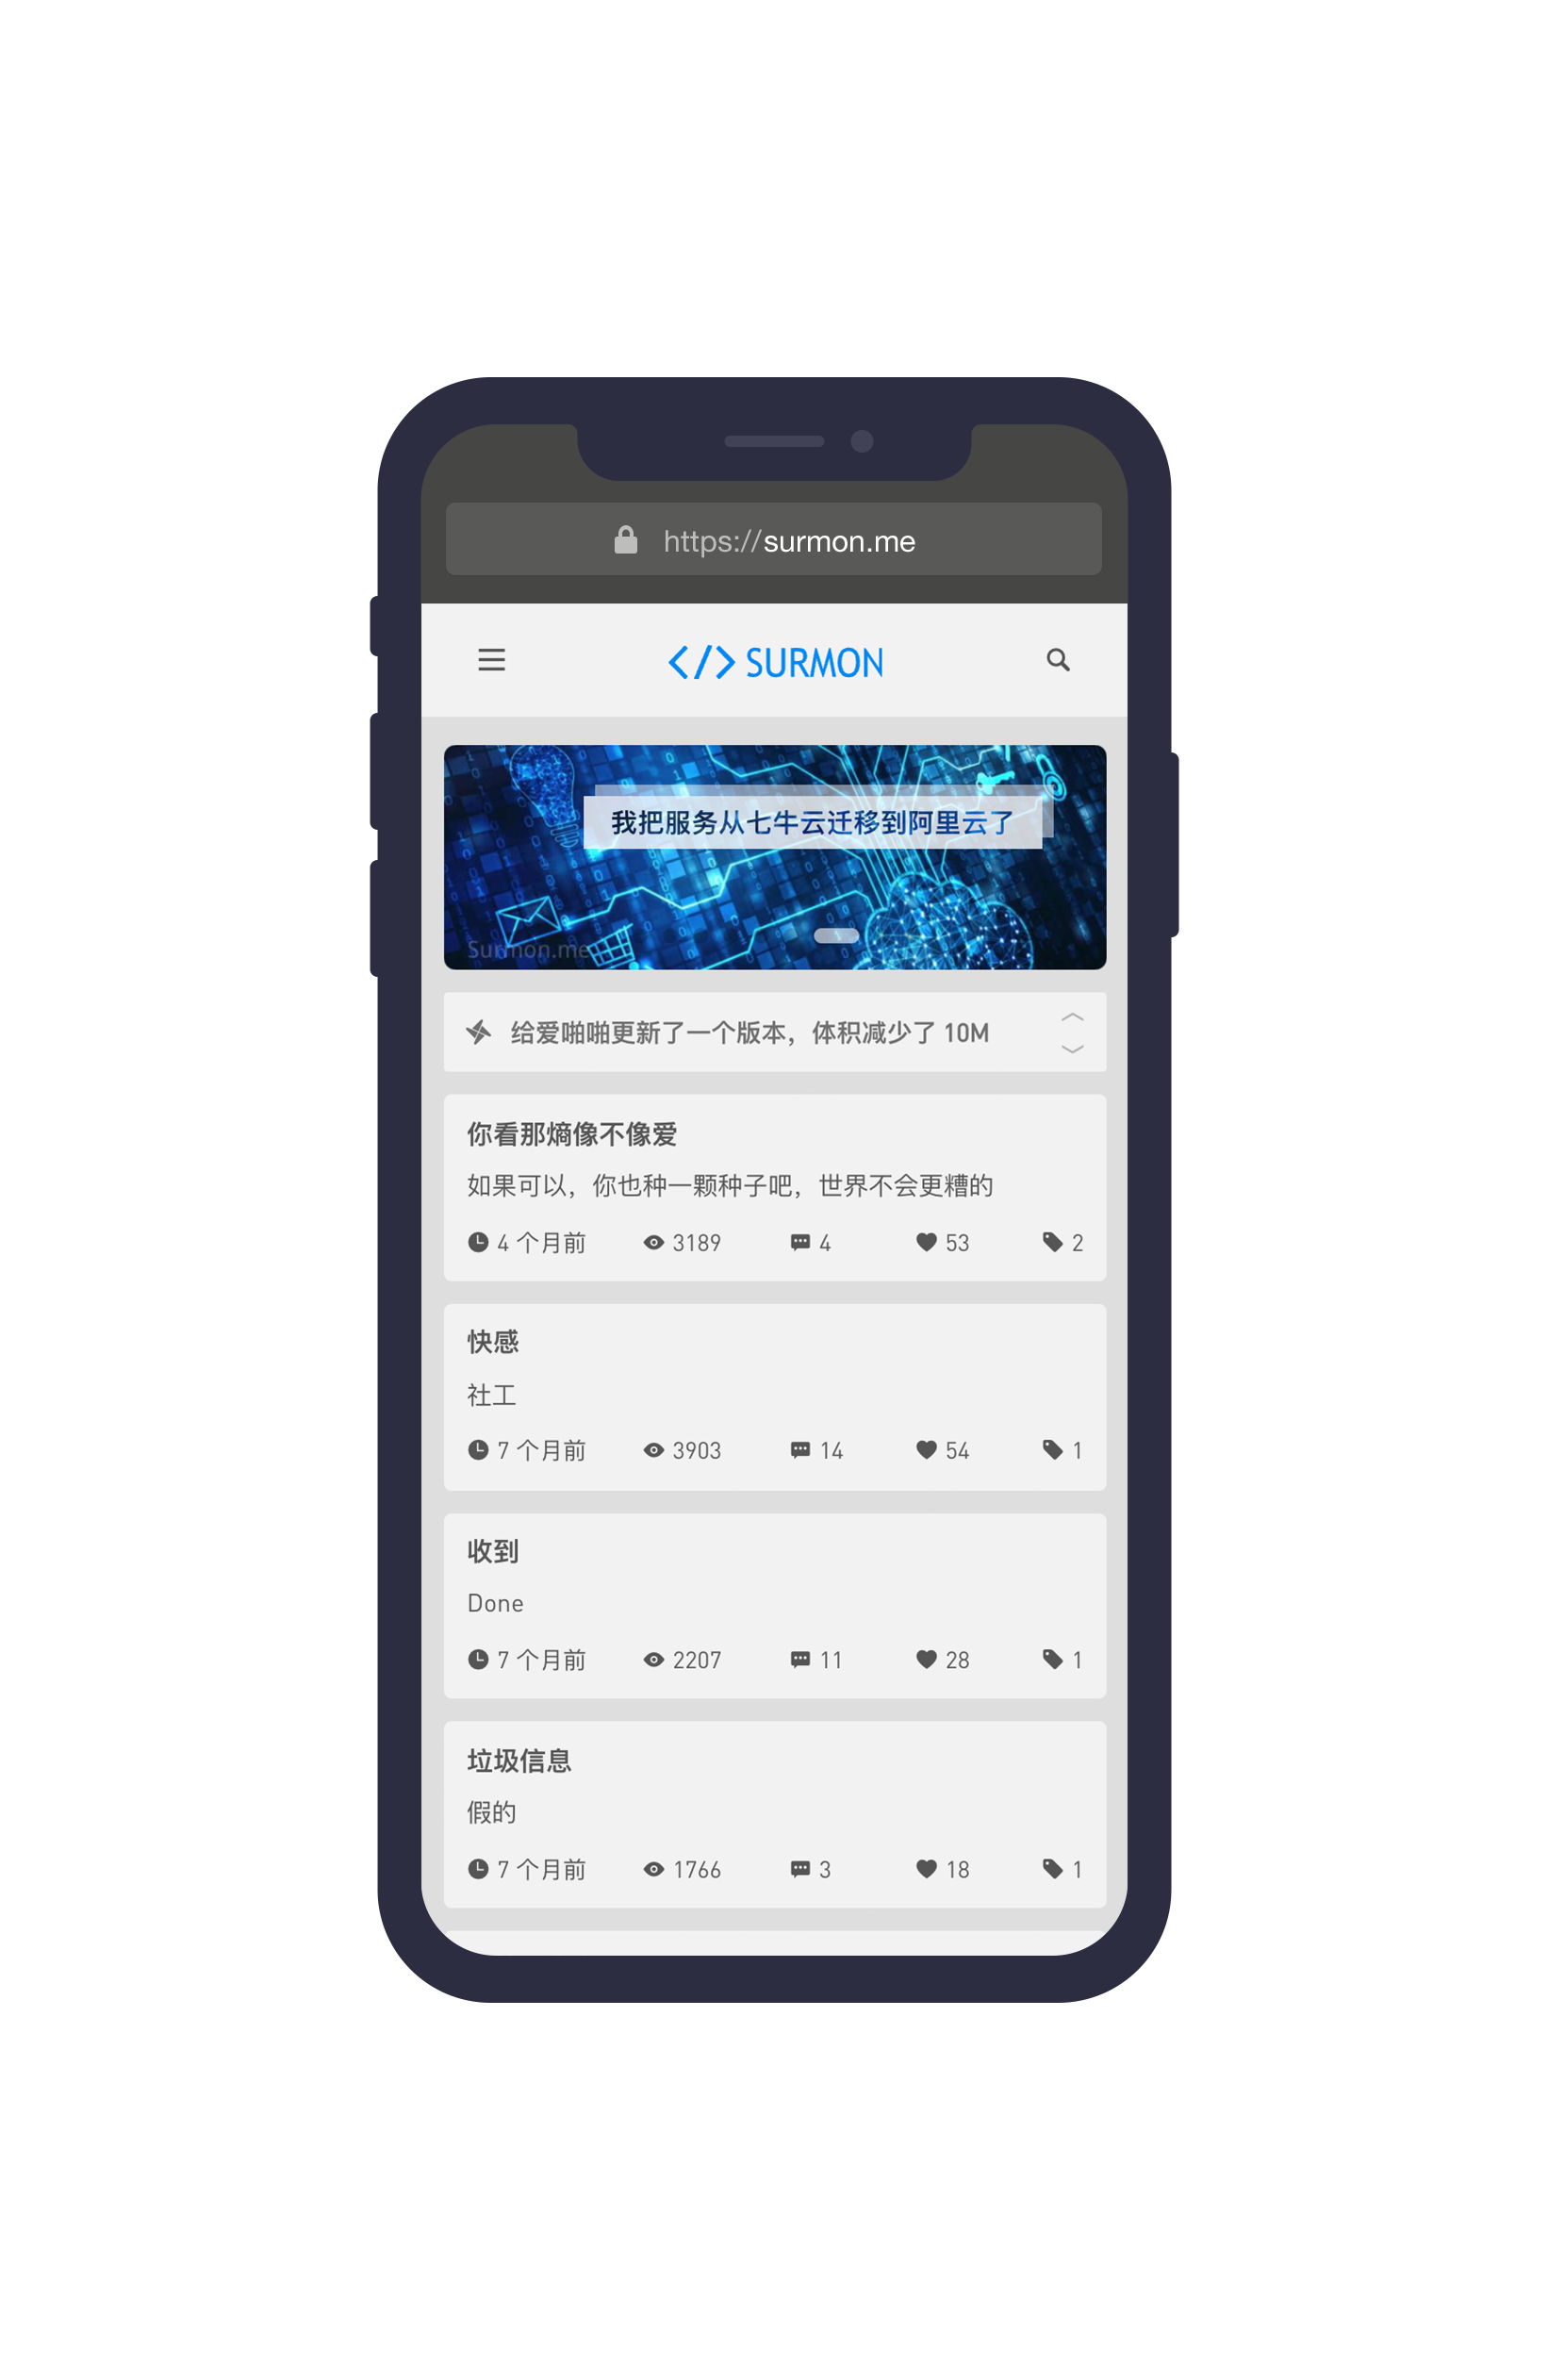 https://surmon.me
</> SURMON
我把服务从七牛云迁移到阿里云了
Surmon.me
给爱啪啪更新了一个版本，体积减少了 10M
你看那熵像不像爱
如果可以，你也种一颗种子吧，世界不会更糟的
4 个月前 3189 4 53 2
快感
社工
7 个月前 3903 14 54 1
收到
Done
7 个月前 2207 11 28 1
垃圾信息
假的
7 个月前 1766 3 18 1